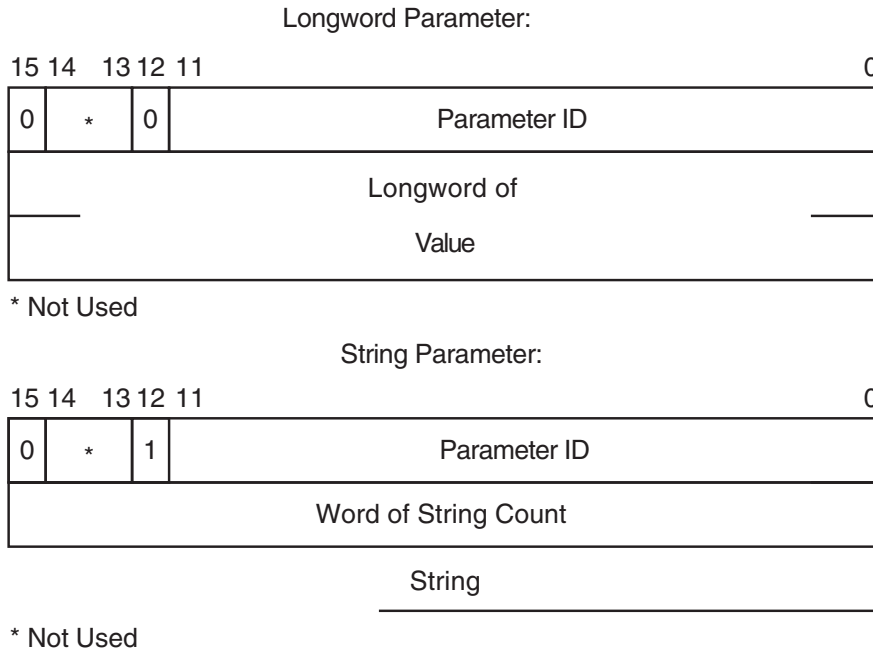 Longword Parameter:
15 14 13 12 11 0
0 * 0 Parameter ID
Longword of
Value
* Not Used
String Parameter:
15 14 13 12 11 0
0 * 1 Parameter ID
Word of String Count
String
* Not Used